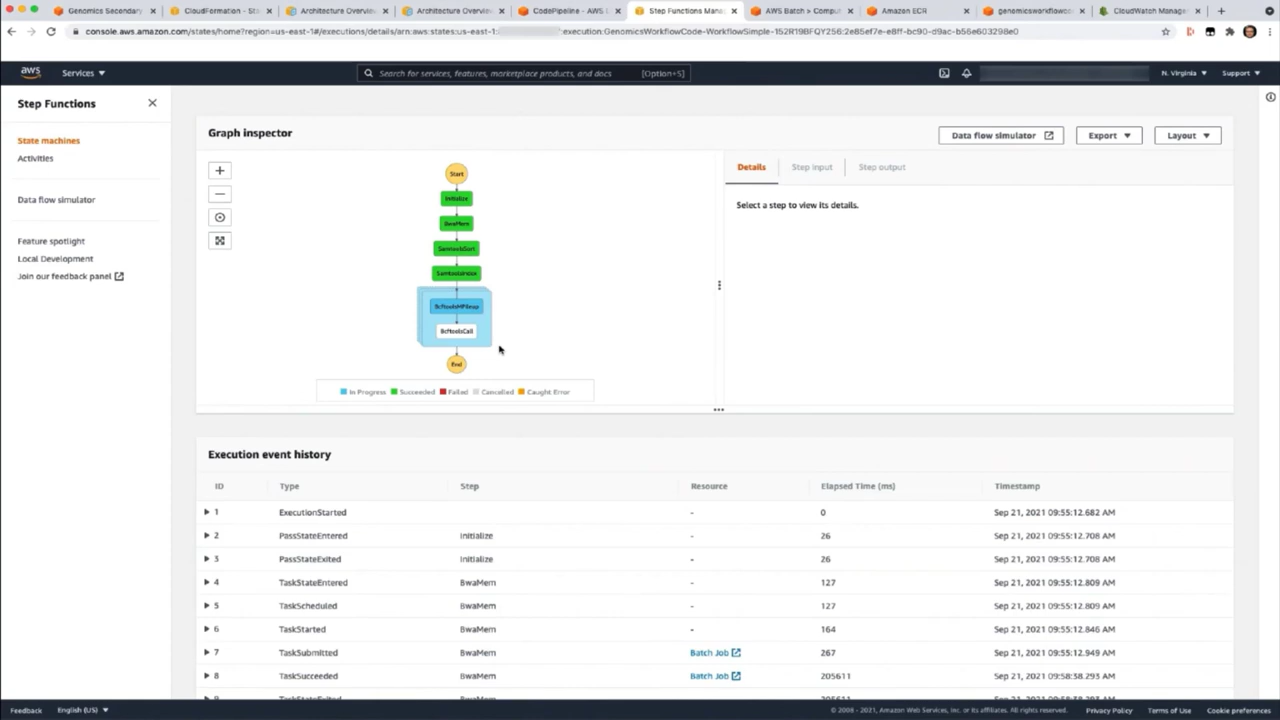 Genomics Secondary
CloudFormation - Sta
Architecture Overview
Architecture Overview
CodePipeline - AWS D
Step Functions Mana
AWS Batch > Comput
Amazon ECR
genomicsworkflowco
CloudWatch Manage
console.aws.amazon.com/states/home?region=us-east-1#/executions/details/arn:aws:states:us-east-1: :execution:GenomicsWorkflowCode-WorkflowSimple-152R19BFQY256:2e85ef7e-e8ff-bc90-d9ac-b56e603298e0
aws
Services
Search for services, features, marketplace products, and docs
[Option+S]
N. Virginia
Support
Step Functions
State machines
Activities
Data flow simulator
Feature spotlight
Local Development
Join our feedback panel
Graph inspector
Data flow simulator
Export
Layout
Start
Initialize
BwaMem
SamtoolsSort
SamtoolsIndex
BcftoolsMPileup
BcftoolsCall
End
In Progress Succeeded Failed Cancelled Caught Error
Details
Step input
Step output
Select a step to view its details.
Execution event history
ID Type Step Resource Elapsed Time (ms) Timestamp
1 ExecutionStarted - 0 Sep 21, 2021 09:55:12.682 AM
2 PassStateEntered Initialize - 26 Sep 21, 2021 09:55:12.708 AM
3 PassStateExited Initialize - 26 Sep 21, 2021 09:55:12.708 AM
4 TaskStateEntered BwaMem - 127 Sep 21, 2021 09:55:12.809 AM
5 TaskScheduled BwaMem - 127 Sep 21, 2021 09:55:12.809 AM
6 TaskStarted BwaMem - 164 Sep 21, 2021 09:55:12.846 AM
7 TaskSubmitted BwaMem Batch Job 267 Sep 21, 2021 09:55:12.949 AM
8 TaskSucceeded BwaMem Batch Job 205611 Sep 21, 2021 09:58:38.293 AM
Feedback
English (US)
© 2008 - 2021, Amazon Web Services, Inc. or its affiliates. All rights reserved.
Privacy Policy
Terms of Use
Cookie preferences